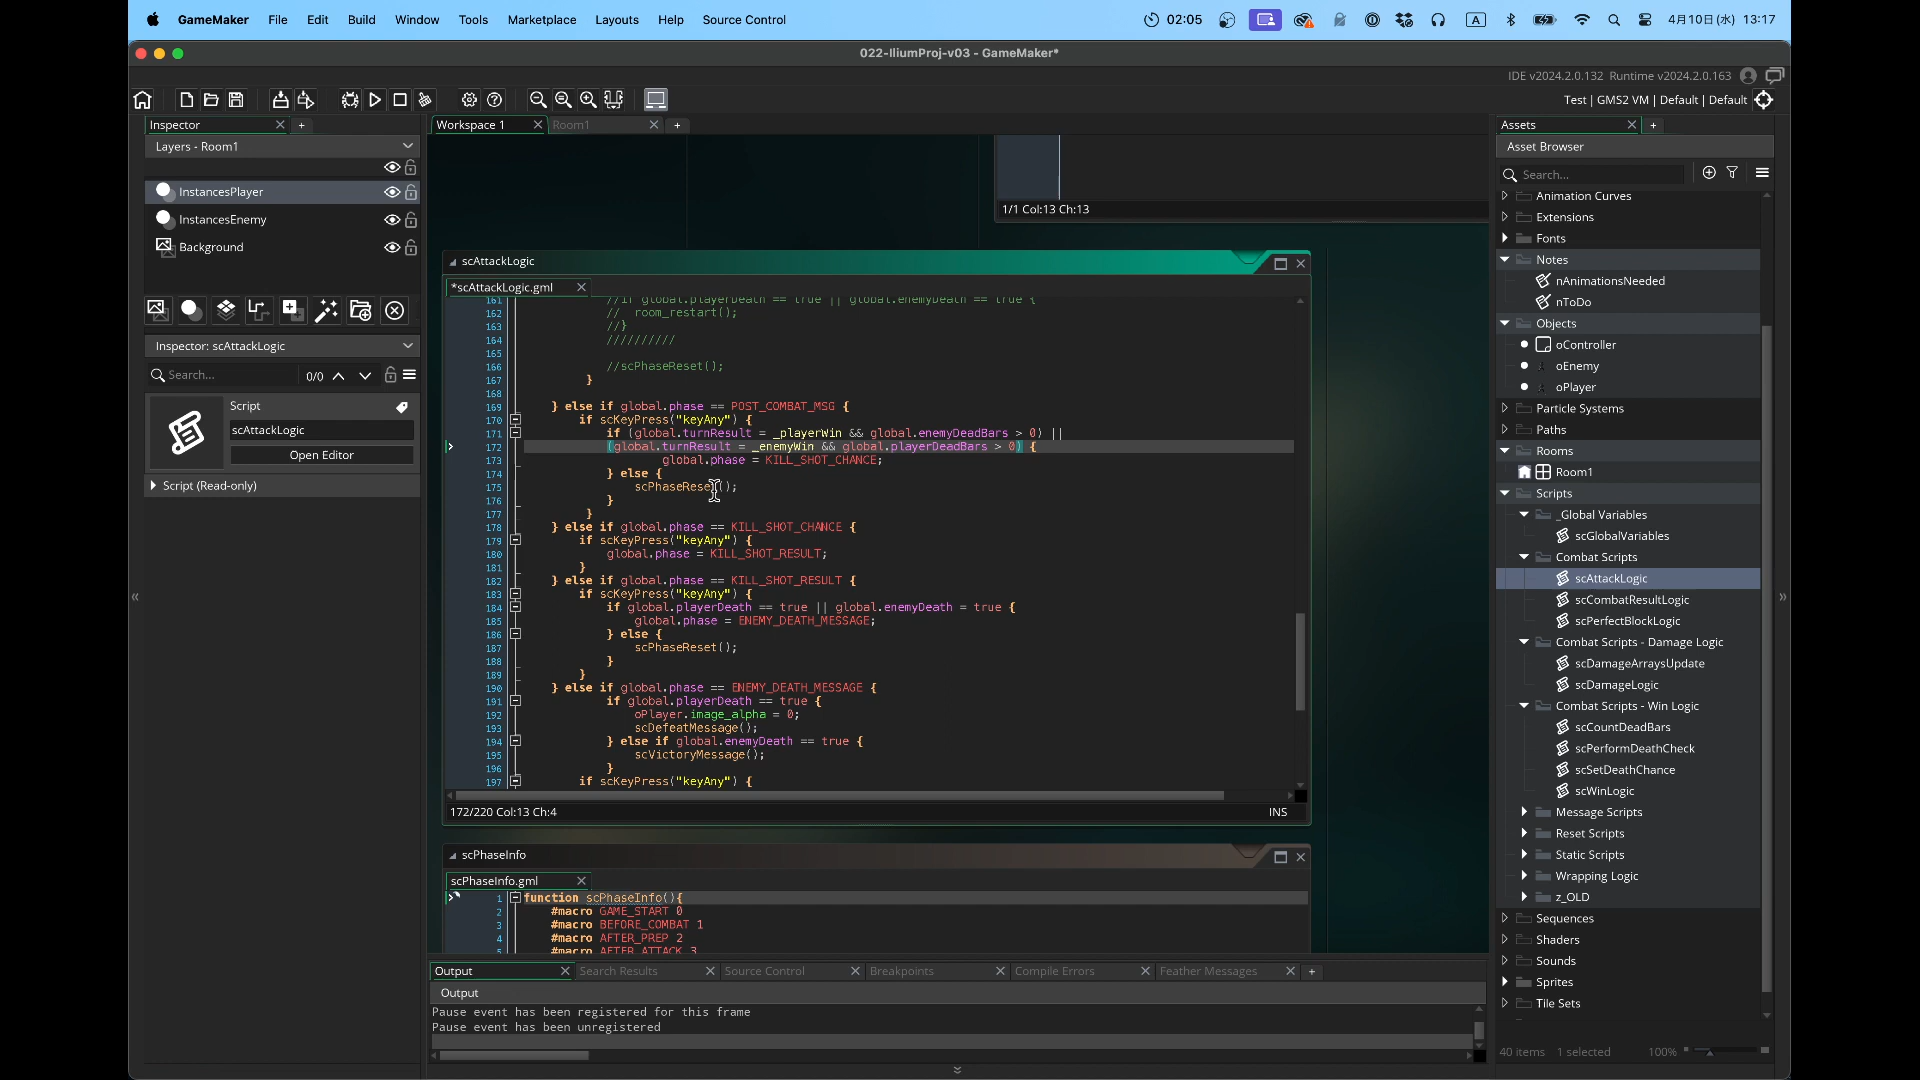 GameMaker File Edit Build Window Tools Marketplace Layouts Help Source Control 02:05 A 4月10日(水) 13:17
022-IliumProj-v03 - GameMaker*
IDE v2024.2.0.132 Runtime v2024.2.0.163
Test | GMS2 VM | Default | Default
Inspector
Layers - Room1
InstancesPlayer
InstancesEnemy
Background
Inspector: scAttackLogic
Search... 0/0
Script
scAttackLogic
Open Editor
Script (Read-only)
Workspace 1 Room1
1/1 Col:13 Ch:13
scAttackLogic
*scAttackLogic.gml
161 //if global.playerDeath == true || global.enemyDeath == true {
162 // room_restart();
163 //}
164 //////////
165
166 //scPhaseReset();
167 }
168
169 } else if global.phase == POST_COMBAT_MSG {
170 if scKeyPress("keyAny") {
171 if (global.turnResult = _playerWin && global.enemyDeadBars > 0) ||
172 (global.turnResult = _enemyWin && global.playerDeadBars > 0) {
173 global.phase = KILL_SHOT_CHANCE;
174 } else {
175 scPhaseReset();
176 }
177 }
178 } else if global.phase == KILL_SHOT_CHANCE {
179 if scKeyPress("keyAny") {
180 global.phase = KILL_SHOT_RESULT;
181 }
182 } else if global.phase == KILL_SHOT_RESULT {
183 if scKeyPress("keyAny") {
184 if global.playerDeath == true || global.enemyDeath = true {
185 global.phase = ENEMY_DEATH_MESSAGE;
186 } else {
187 scPhaseReset();
188 }
189 }
190 } else if global.phase == ENEMY_DEATH_MESSAGE {
191 if global.playerDeath == true {
192 oPlayer.image_alpha = 0;
193 scDefeatMessage();
194 } else if global.enemyDeath == true {
195 scVictoryMessage();
196 }
197 if scKeyPress("keyAny") {
172/220 Col:13 Ch:4 INS
scPhaseInfo
scPhaseInfo.gml
1 function scPhaseInfo(){
2 #macro GAME_START 0
3 #macro BEFORE_COMBAT 1
4 #macro AFTER_PREP 2
5 #macro AFTER_ATTACK 3
Output Search Results Source Control Breakpoints Compile Errors Feather Messages
Output
Pause event has been registered for this frame
Pause event has been unregistered
Assets
Asset Browser
Search...
Animation Curves
Extensions
Fonts
Notes
nAnimationsNeeded
nToDo
Objects
oController
oEnemy
oPlayer
Particle Systems
Paths
Rooms
Room1
Scripts
_Global Variables
scGlobalVariables
Combat Scripts
scAttackLogic
scCombatResultLogic
scPerfectBlockLogic
Combat Scripts - Damage Logic
scDamageArraysUpdate
scDamageLogic
Combat Scripts - Win Logic
scCountDeadBars
scPerformDeathCheck
scSetDeathChance
scWinLogic
Message Scripts
Reset Scripts
Static Scripts
Wrapping Logic
z_OLD
Sequences
Shaders
Sounds
Sprites
Tile Sets
40 items 1 selected 100%